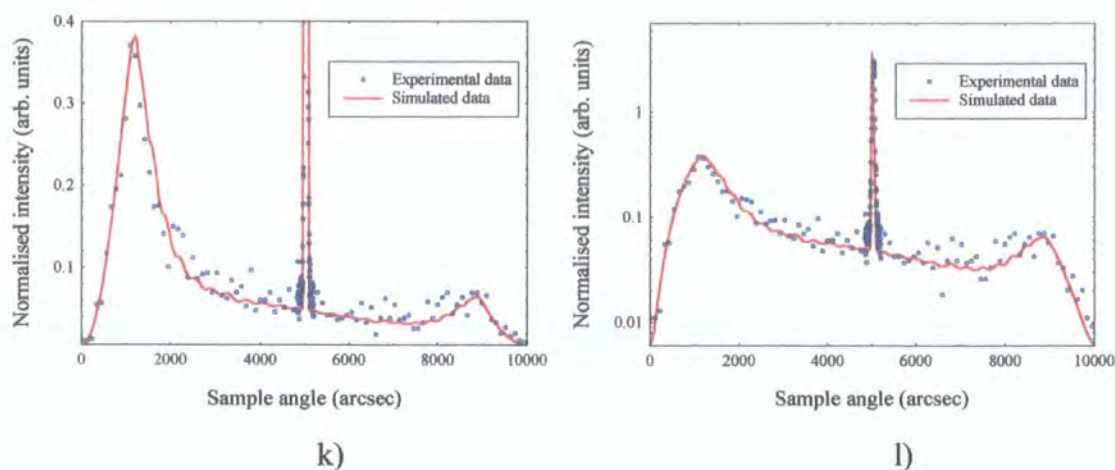 0.4
0.3
0.2
0.1
0
2000
4000
6000
8000
10000
Normalised intensity (arb. units)
Sample angle (arcsec)
Experimental data
Simulated data
k)
1
0.1
0.01
0
2000
4000
6000
8000
10000
Normalised intensity (arb. units)
Sample angle (arcsec)
Experimental data
Simulated data
l)